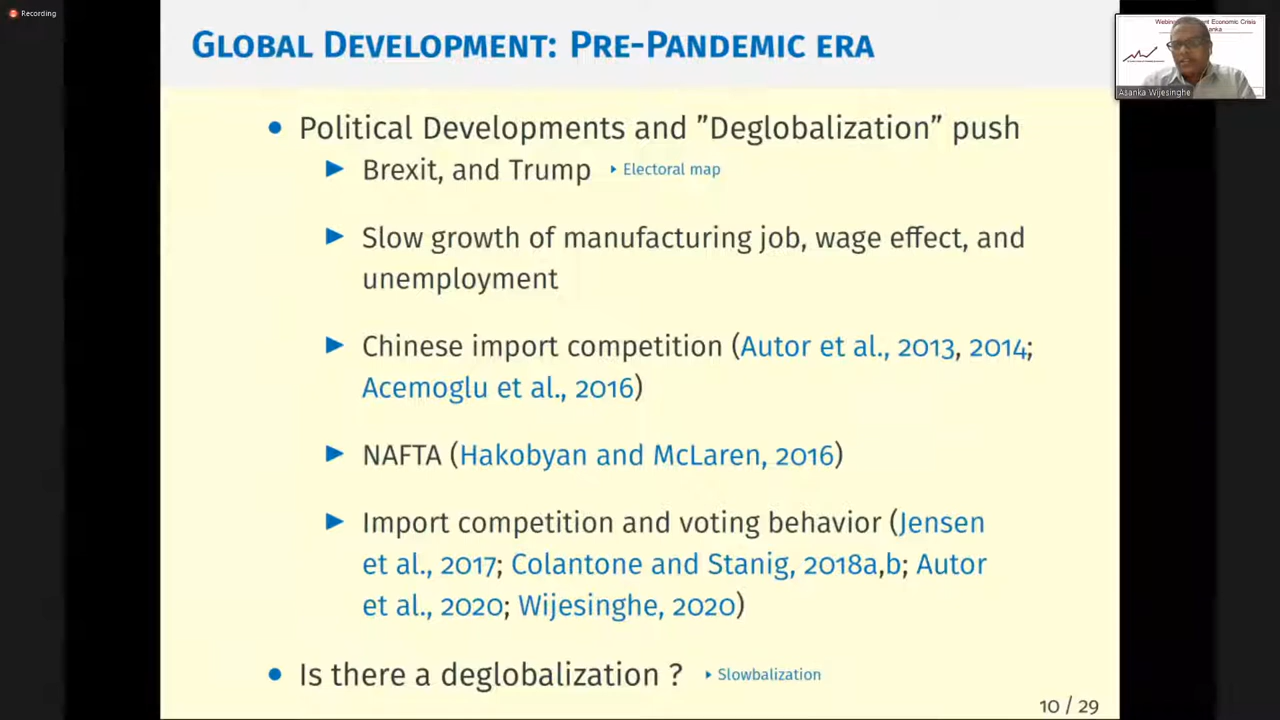 Recording
GLOBAL DEVELOPMENT: PRE-PANDEMIC ERA
Economic Crisis
Asanka Wijesinghe
• Political Developments and ”Deglobalization” push
▶ Brexit, and Trump ▸ Electoral map
▶ Slow growth of manufacturing job, wage effect, and
unemployment
▶ Chinese import competition (Autor et al., 2013, 2014;
Acemoglu et al., 2016)
▶ NAFTA (Hakobyan and McLaren, 2016)
▶ Import competition and voting behavior (Jensen
et al., 2017; Colantone and Stanig, 2018a,b; Autor
et al., 2020; Wijesinghe, 2020)
• Is there a deglobalization ? ▸ Slowbalization
10 / 29